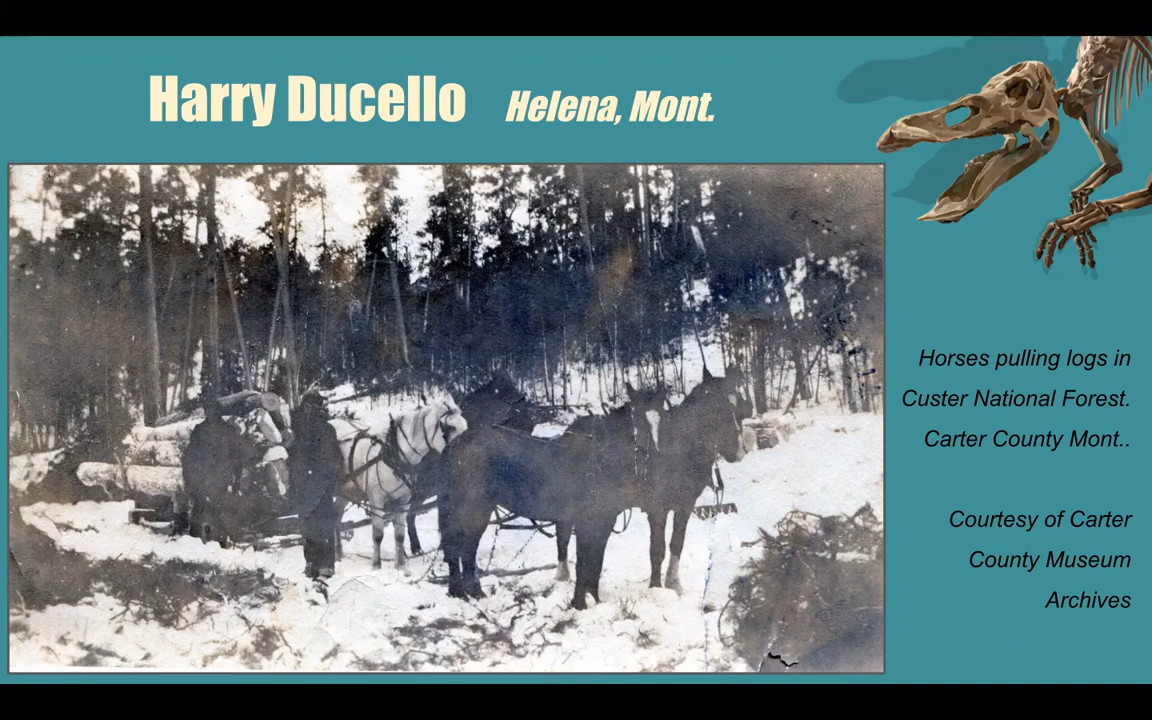 Harry Ducello Helena, Mont.
Horses pulling logs in
Custer National Forest.
Carter County Mont..
Courtesy of Carter
County Museum
Archives